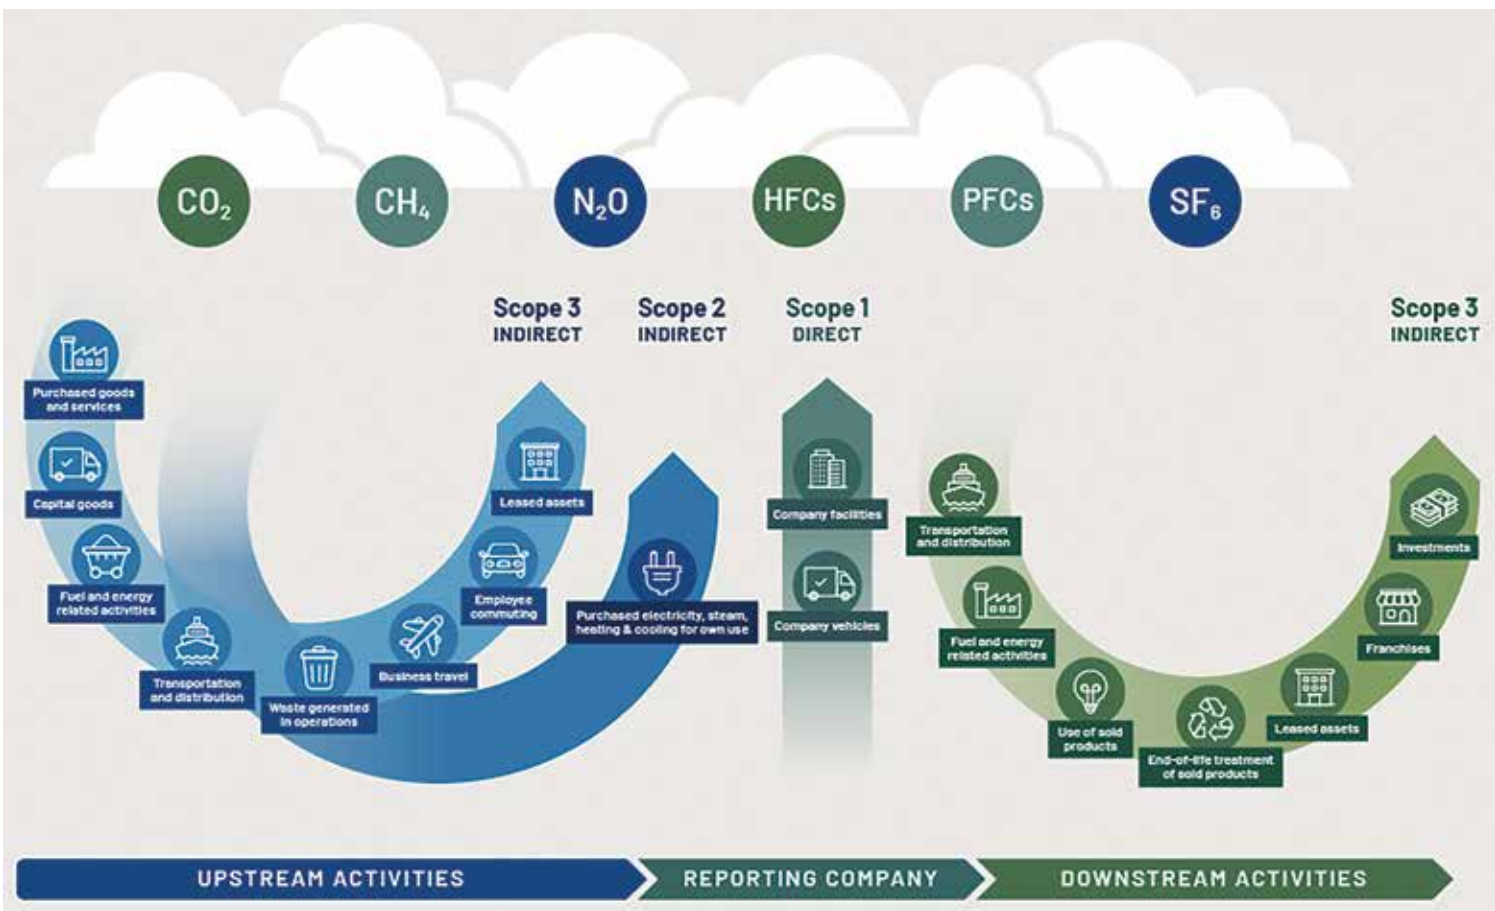 CO₂
CH₄
N₂O
HFCs
PFCs
SF₆
Scope 3
INDIRECT
Scope 2
INDIRECT
Scope 1
DIRECT
Scope 3
INDIRECT
Purchased goods
and services
Capital goods
Fuel and energy
related activities
Transportation
and distribution
Waste generated
in operations
Business travel
Employee
commuting
Leased assets
Purchased electricity, steam,
heating & cooling for own use
Company facilities
Company vehicles
Transportation
and distribution
Fuel and energy
related activities
Use of sold
products
End-of-life treatment
of sold products
Leased assets
Franchises
Investments
UPSTREAM ACTIVITIES
REPORTING COMPANY
DOWNSTREAM ACTIVITIES